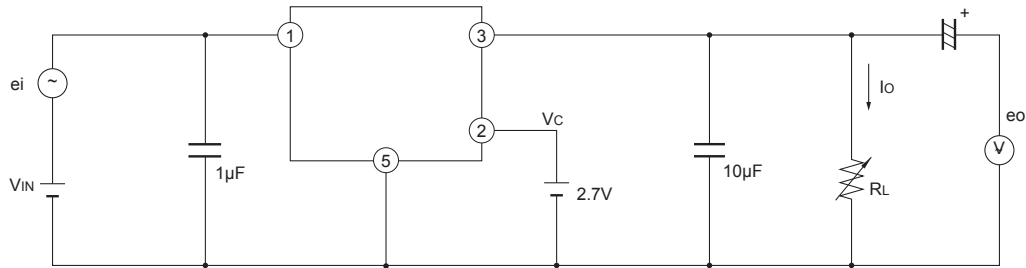 +
1
3
~
ei
IO
2
VC
eo
V
5
1µF
10µF
VIN
2.7V
RL